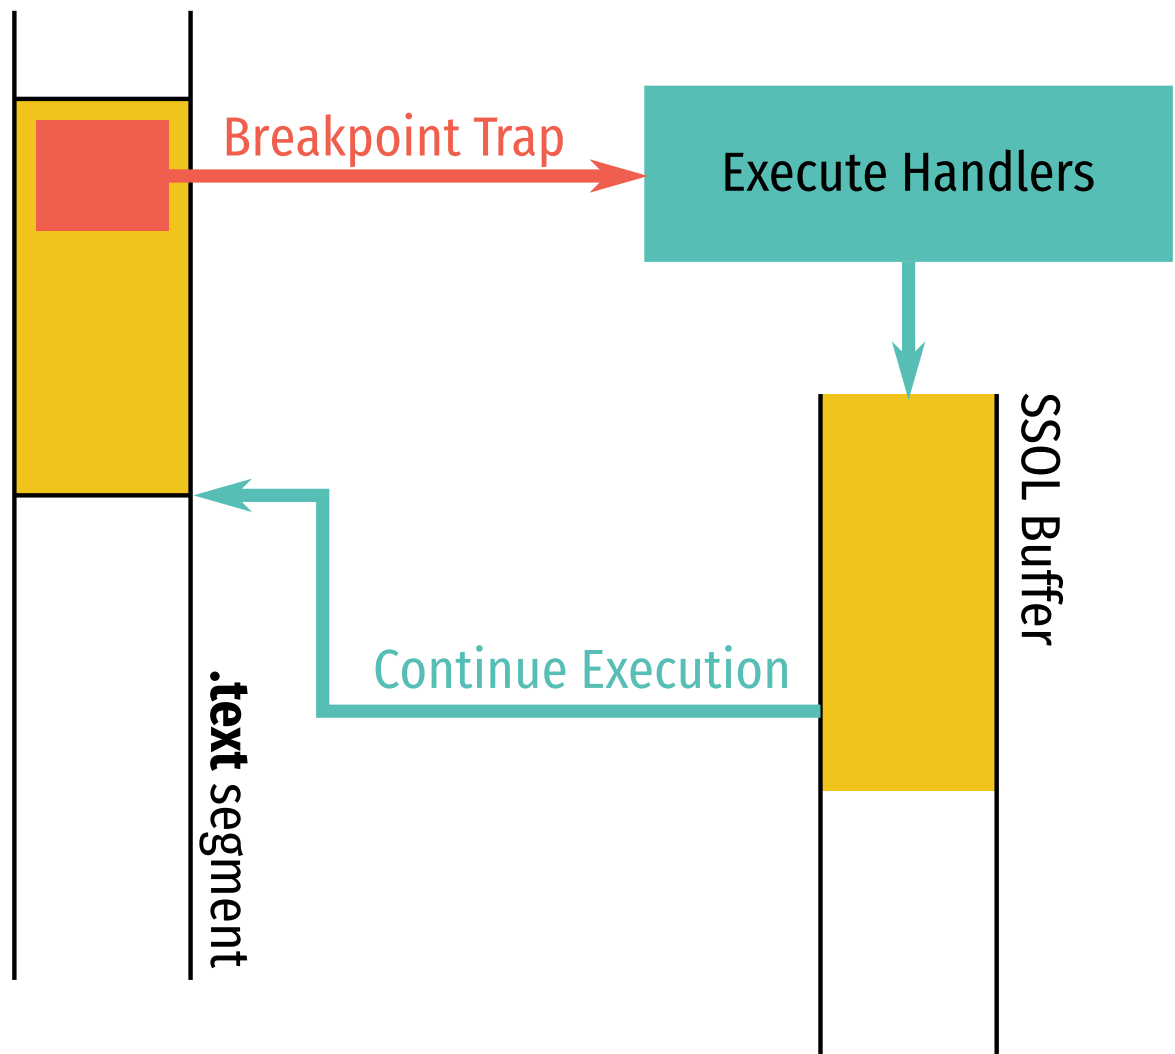 Breakpoint Trap
Execute Handlers
SSOL Buffer
Continue Execution
.text segment